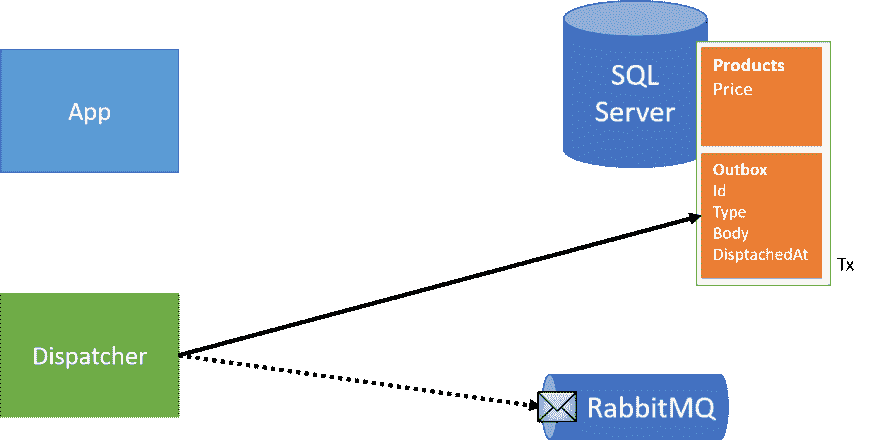 App
SQL
Server
Products
Price
Outbox
Id
Type
Body
DisptachedAt
Tx
Dispatcher
RabbitMQ